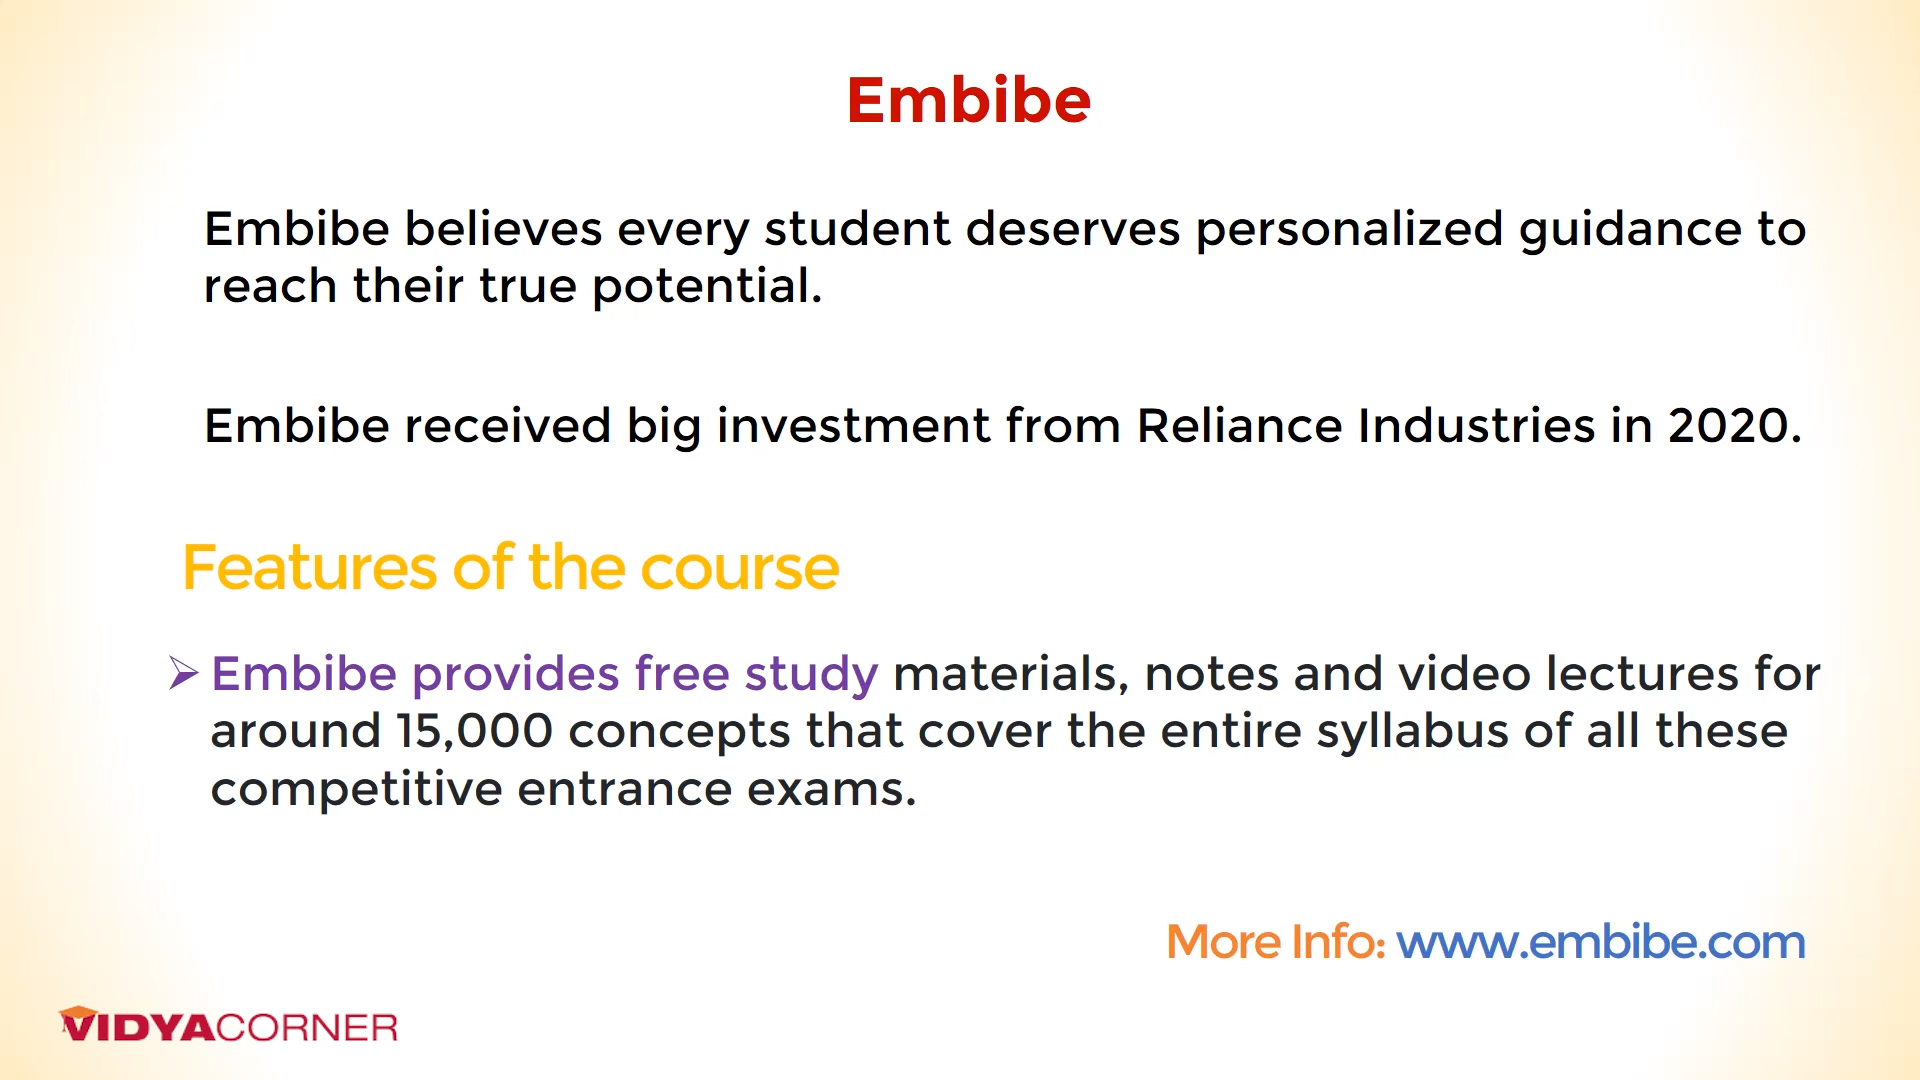 Embibe
Embibe believes every student deserves personalized guidance to
reach their true potential.
Embibe received big investment from Reliance Industries in 2020.
Features of the course
➢ Embibe provides free study materials, notes and video lectures for
around 15,000 concepts that cover the entire syllabus of all these
competitive entrance exams.
More Info: www.embibe.com
VIDYACORNER